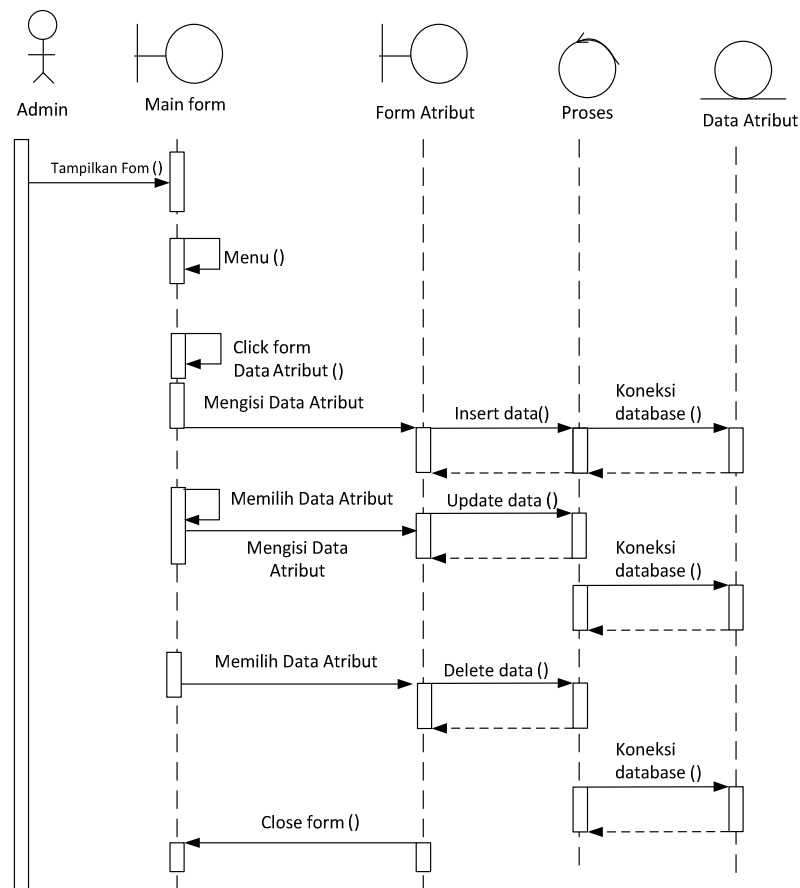 Admin
Main form
Form Atribut
Proses
Data Atribut
Tampilkan Fom ()
Menu ()
Click form
Data Atribut ()
Mengisi Data Atribut
Insert data()
Koneksi
database ()
Memilih Data Atribut
Update data ()
Mengisi Data
Atribut
Koneksi
database ()
Memilih Data Atribut
Delete data ()
Koneksi
database ()
Close form ()